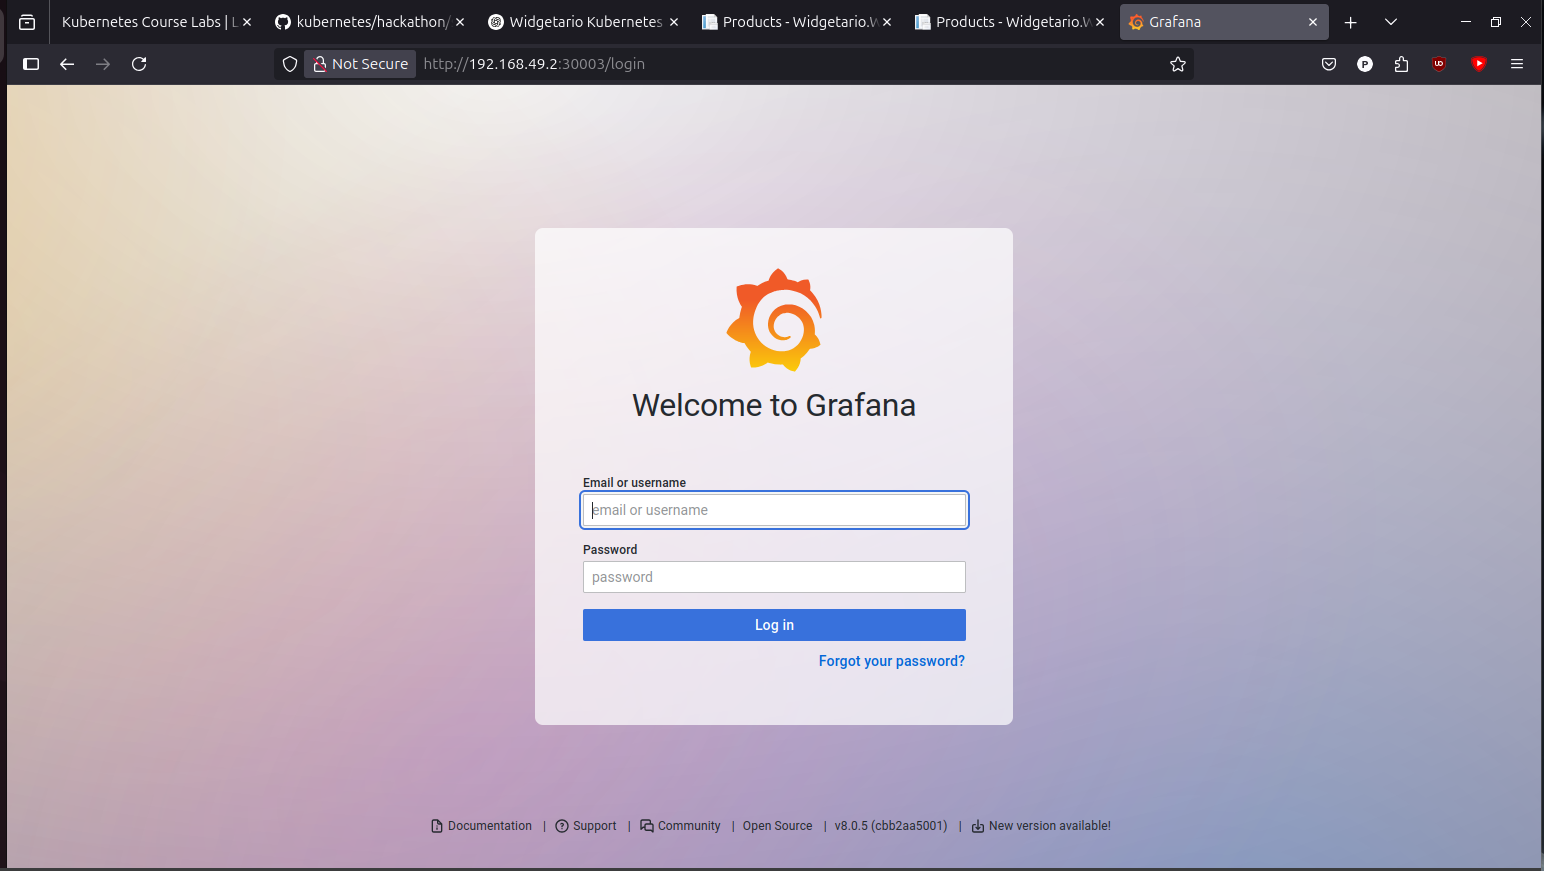 Kubernetes Course Labs | L
kubernetes/hackathon/
Widgetario Kubernetes
Products - Widgetario.W
Products - Widgetario.W
Grafana
Not Secure
http://192.168.49.2:30003/login
P
UD
Welcome to Grafana
Email or username
email or username
Password
password
Log in
Forgot your password?
Documentation | Support | Community | Open Source | v8.0.5 (cbb2aa5001) | New version available!